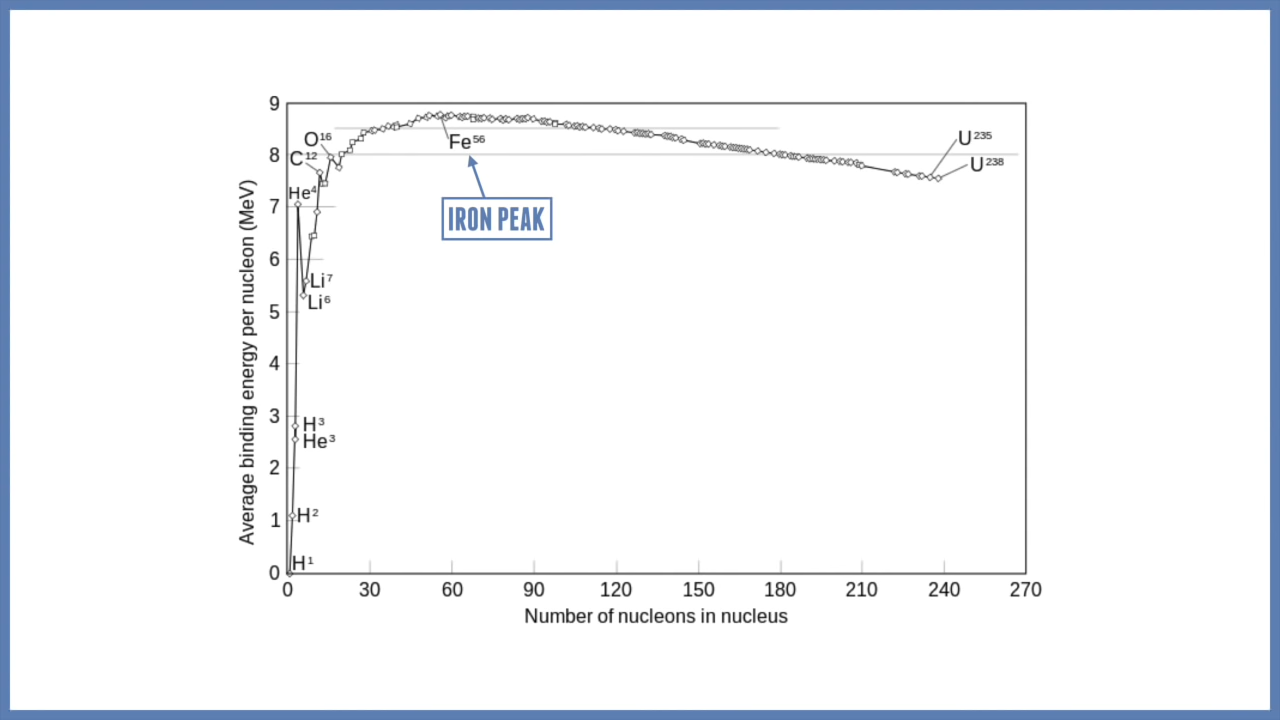 9
8
7
6
5
4
3
2
1
0
Average binding energy per nucleon (MeV)
O¹⁶
C¹²
He⁴
Li⁷
Li⁶
H³
He³
H²
H¹
Fe⁵⁶
IRON PEAK
U²³⁵
U²³⁸
0 30 60 90 120 150 180 210 240 270
Number of nucleons in nucleus